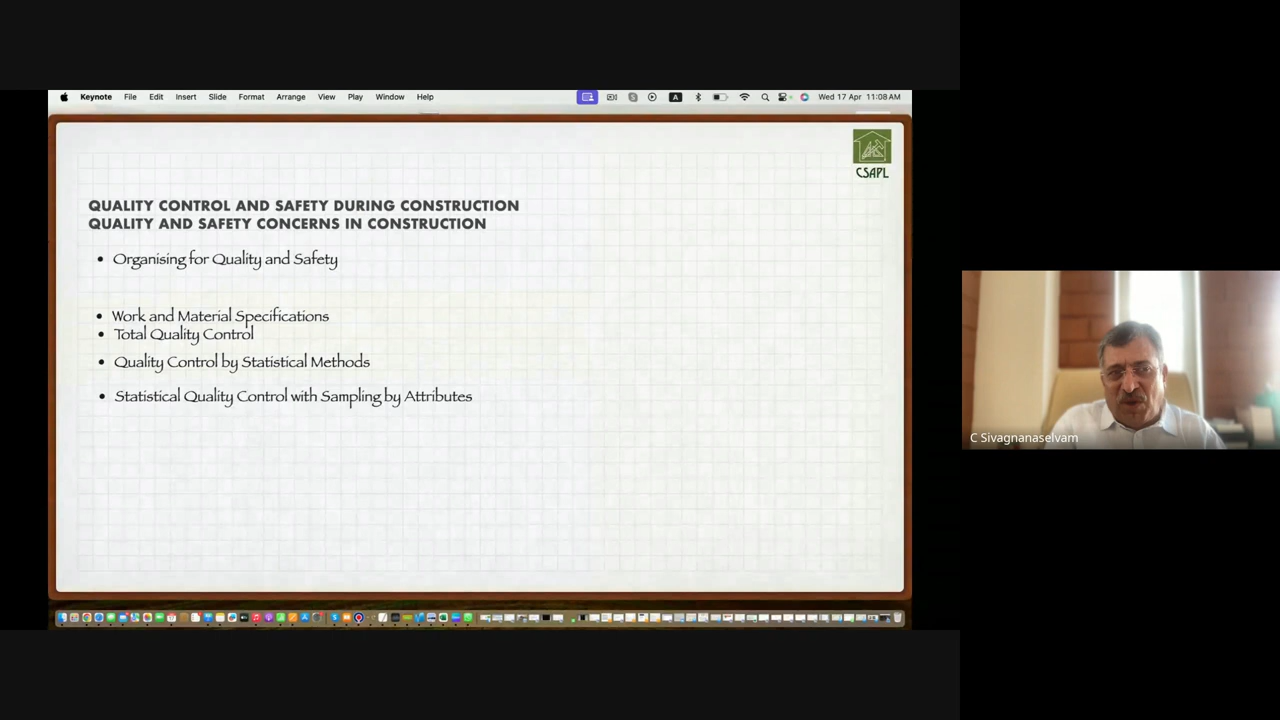 Keynote File Edit Insert Slide Format Arrange View Play Window Help A Wed 17 Apr 11:08 AM
CSAPL
QUALITY CONTROL AND SAFETY DURING CONSTRUCTION
QUALITY AND SAFETY CONCERNS IN CONSTRUCTION
• Organising for Quality and Safety
• Work and Material Specifications
• Total Quality Control
• Quality Control by Statistical Methods
• Statistical Quality Control with Sampling by Attributes
C Sivagnanaselvam